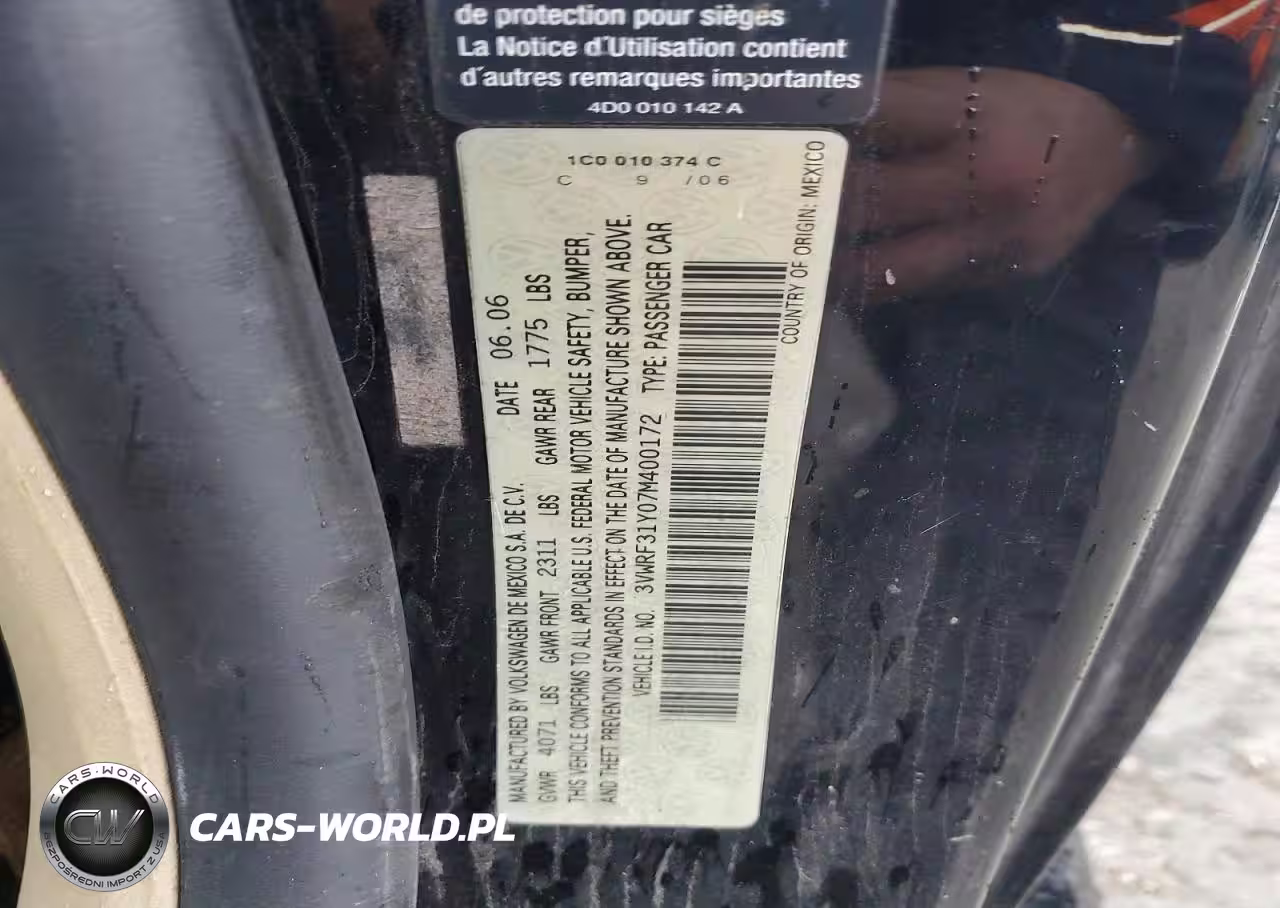 de protection pour sièges
La Notice d´Utilisation contient
d´autres remarques importantes
4D0 010 142 A
1C0 010 374 C
C 9 /06
MANUFACTURED BY VOLKSWAGEN DE MEXICO S.A. DE C.V. DATE 06.06
GVWR 4071 LBS GAWR FRONT 2311 LBS GAWR REAR 1775 LBS
THIS VEHICLE CONFORMS TO ALL APPLICABLE U.S. FEDERAL MOTOR VEHICLE SAFETY, BUMPER,
AND THEFT PREVENTION STANDARDS IN EFFECT ON THE DATE OF MANUFACTURE SHOWN ABOVE.
VEHICLE I.D. NO. 3VWRF31Y07M400172 TYPE: PASSENGER CAR
COUNTRY OF ORIGIN: MEXICO
CARS-WORLD
CW
BEZPOŚREDNI IMPORT Z USA
CARS-WORLD.PL